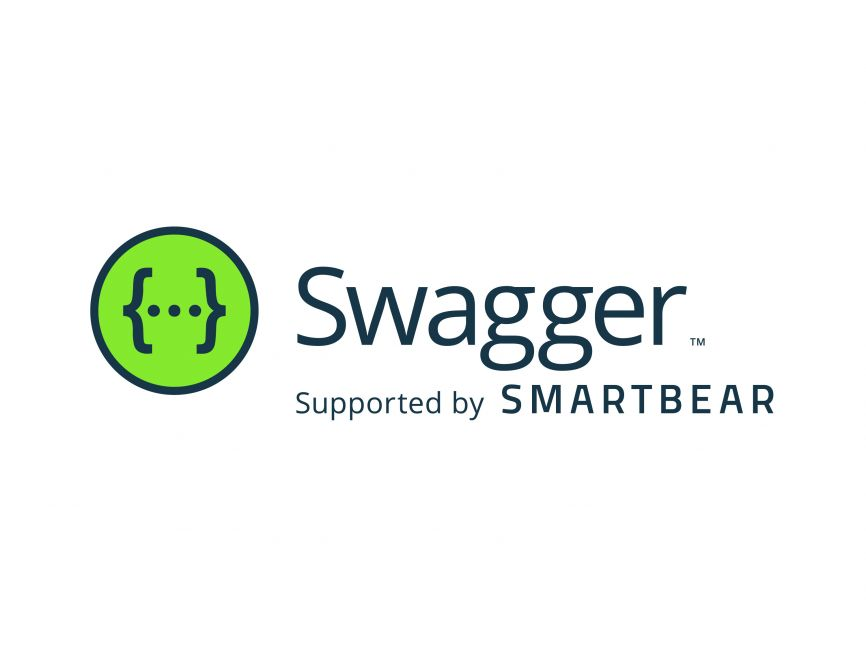 {...}
Swagger™
Supported by SMARTBEAR